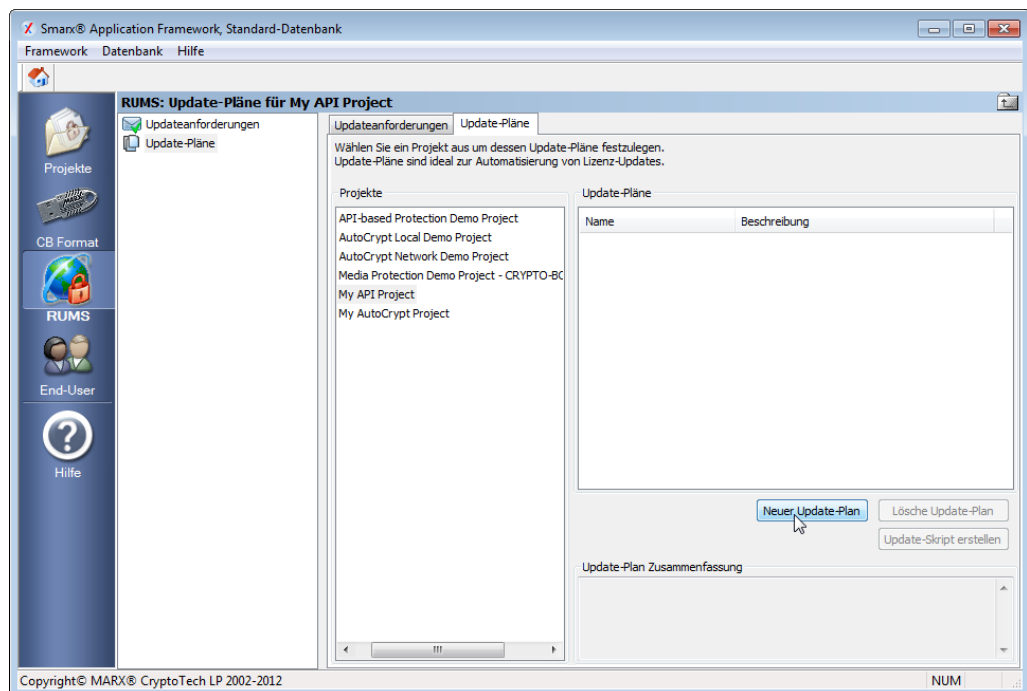 Smarx® Application Framework, Standard-Datenbank
Framework Datenbank Hilfe
RUMS: Update-Pläne für My API Project
Projekte
CB Format
RUMS
End-User
Hilfe
Updateanforderungen
Update-Pläne
Updateanforderungen Update-Pläne
Wählen Sie ein Projekt aus um dessen Update-Pläne festzulegen.
Update-Pläne sind ideal zur Automatisierung von Lizenz-Updates.
Projekte
API-based Protection Demo Project
AutoCrypt Local Demo Project
AutoCrypt Network Demo Project
Media Protection Demo Project - CRYPTO-BO
My API Project
My AutoCrypt Project
Update-Pläne
Name Beschreibung
Neuer Update-Plan Lösche Update-Plan
Update-Skript erstellen
Update-Plan Zusammenfassung
Copyright© MARX® CryptoTech LP 2002-2012 NUM